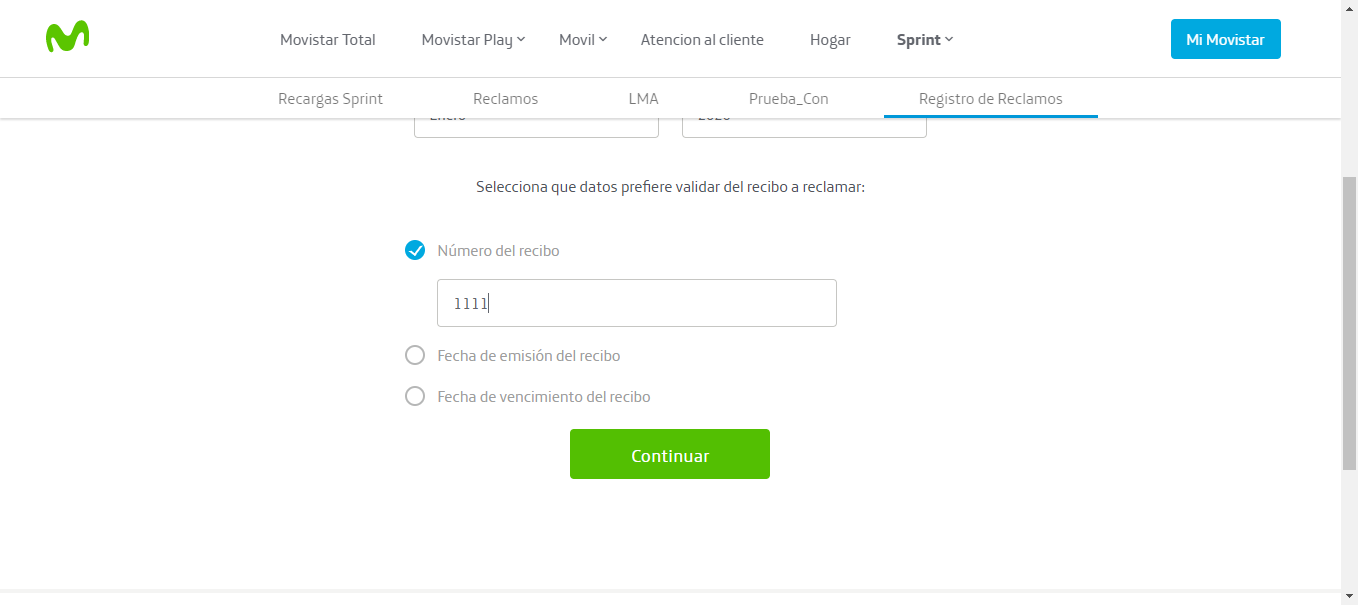 Movistar Total Movistar Play Movil Atencion al cliente Hogar Sprint Mi Movistar
Recargas Sprint Reclamos LMA Prueba_Con Registro de Reclamos
Selecciona que datos prefiere validar del recibo a reclamar:
Número del recibo
1111
Fecha de emisión del recibo
Fecha de vencimiento del recibo
Continuar